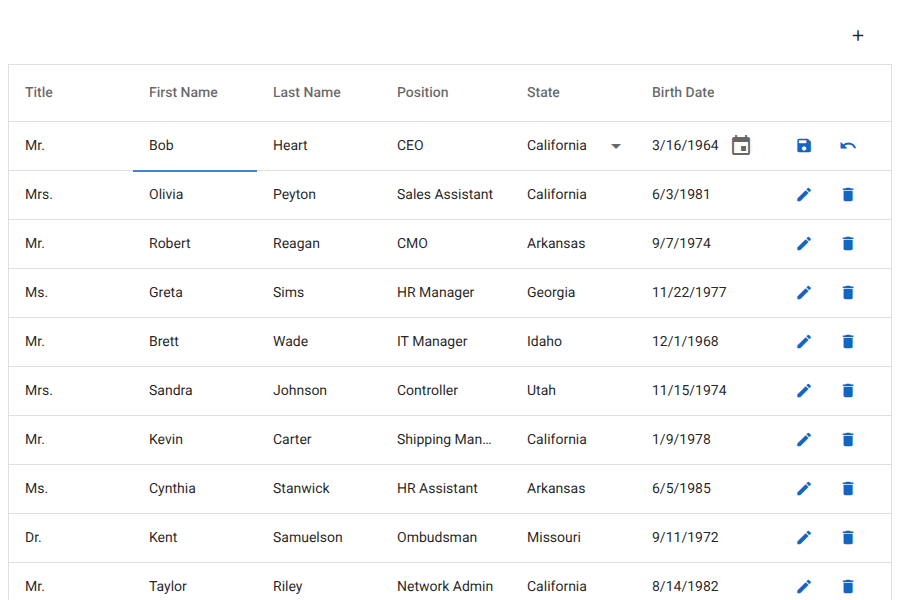 +
Title First Name Last Name Position State Birth Date
Mr. Bob Heart CEO California 3/16/1964
Mrs. Olivia Peyton Sales Assistant California 6/3/1981
Mr. Robert Reagan CMO Arkansas 9/7/1974
Ms. Greta Sims HR Manager Georgia 11/22/1977
Mr. Brett Wade IT Manager Idaho 12/1/1968
Mrs. Sandra Johnson Controller Utah 11/15/1974
Mr. Kevin Carter Shipping Man... California 1/9/1978
Ms. Cynthia Stanwick HR Assistant Arkansas 6/5/1985
Dr. Kent Samuelson Ombudsman Missouri 9/11/1972
Mr. Taylor Riley Network Admin California 8/14/1982